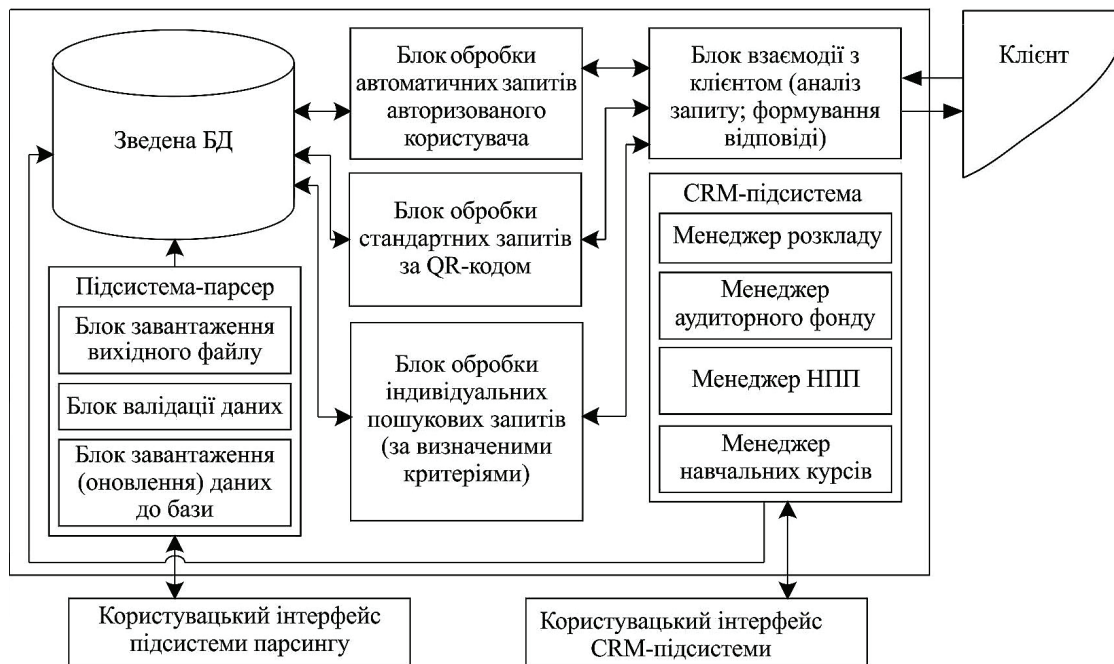 Зведена БД
Блок обробки
автоматичних запитів
авторизованого
користувача
Блок взаємодії з
клієнтом (аналіз
запиту; формування
відповіді)
Клієнт
Блок обробки
стандартних запитів
за QR-кодом
CRM-підсистема
Менеджер розкладу
Менеджер
аудиторного фонду
Менеджер НПП
Менеджер
навчальних курсів
Підсистема-парсер
Блок завантаження
вихідного файлу
Блок валідації даних
Блок завантаження
(оновлення) даних
до бази
Блок обробки
індивідуальних
пошукових запитів
(за визначеними
критеріями)
Користувацький інтерфейс
підсистеми парсингу
Користувацький інтерфейс
CRM-підсистеми